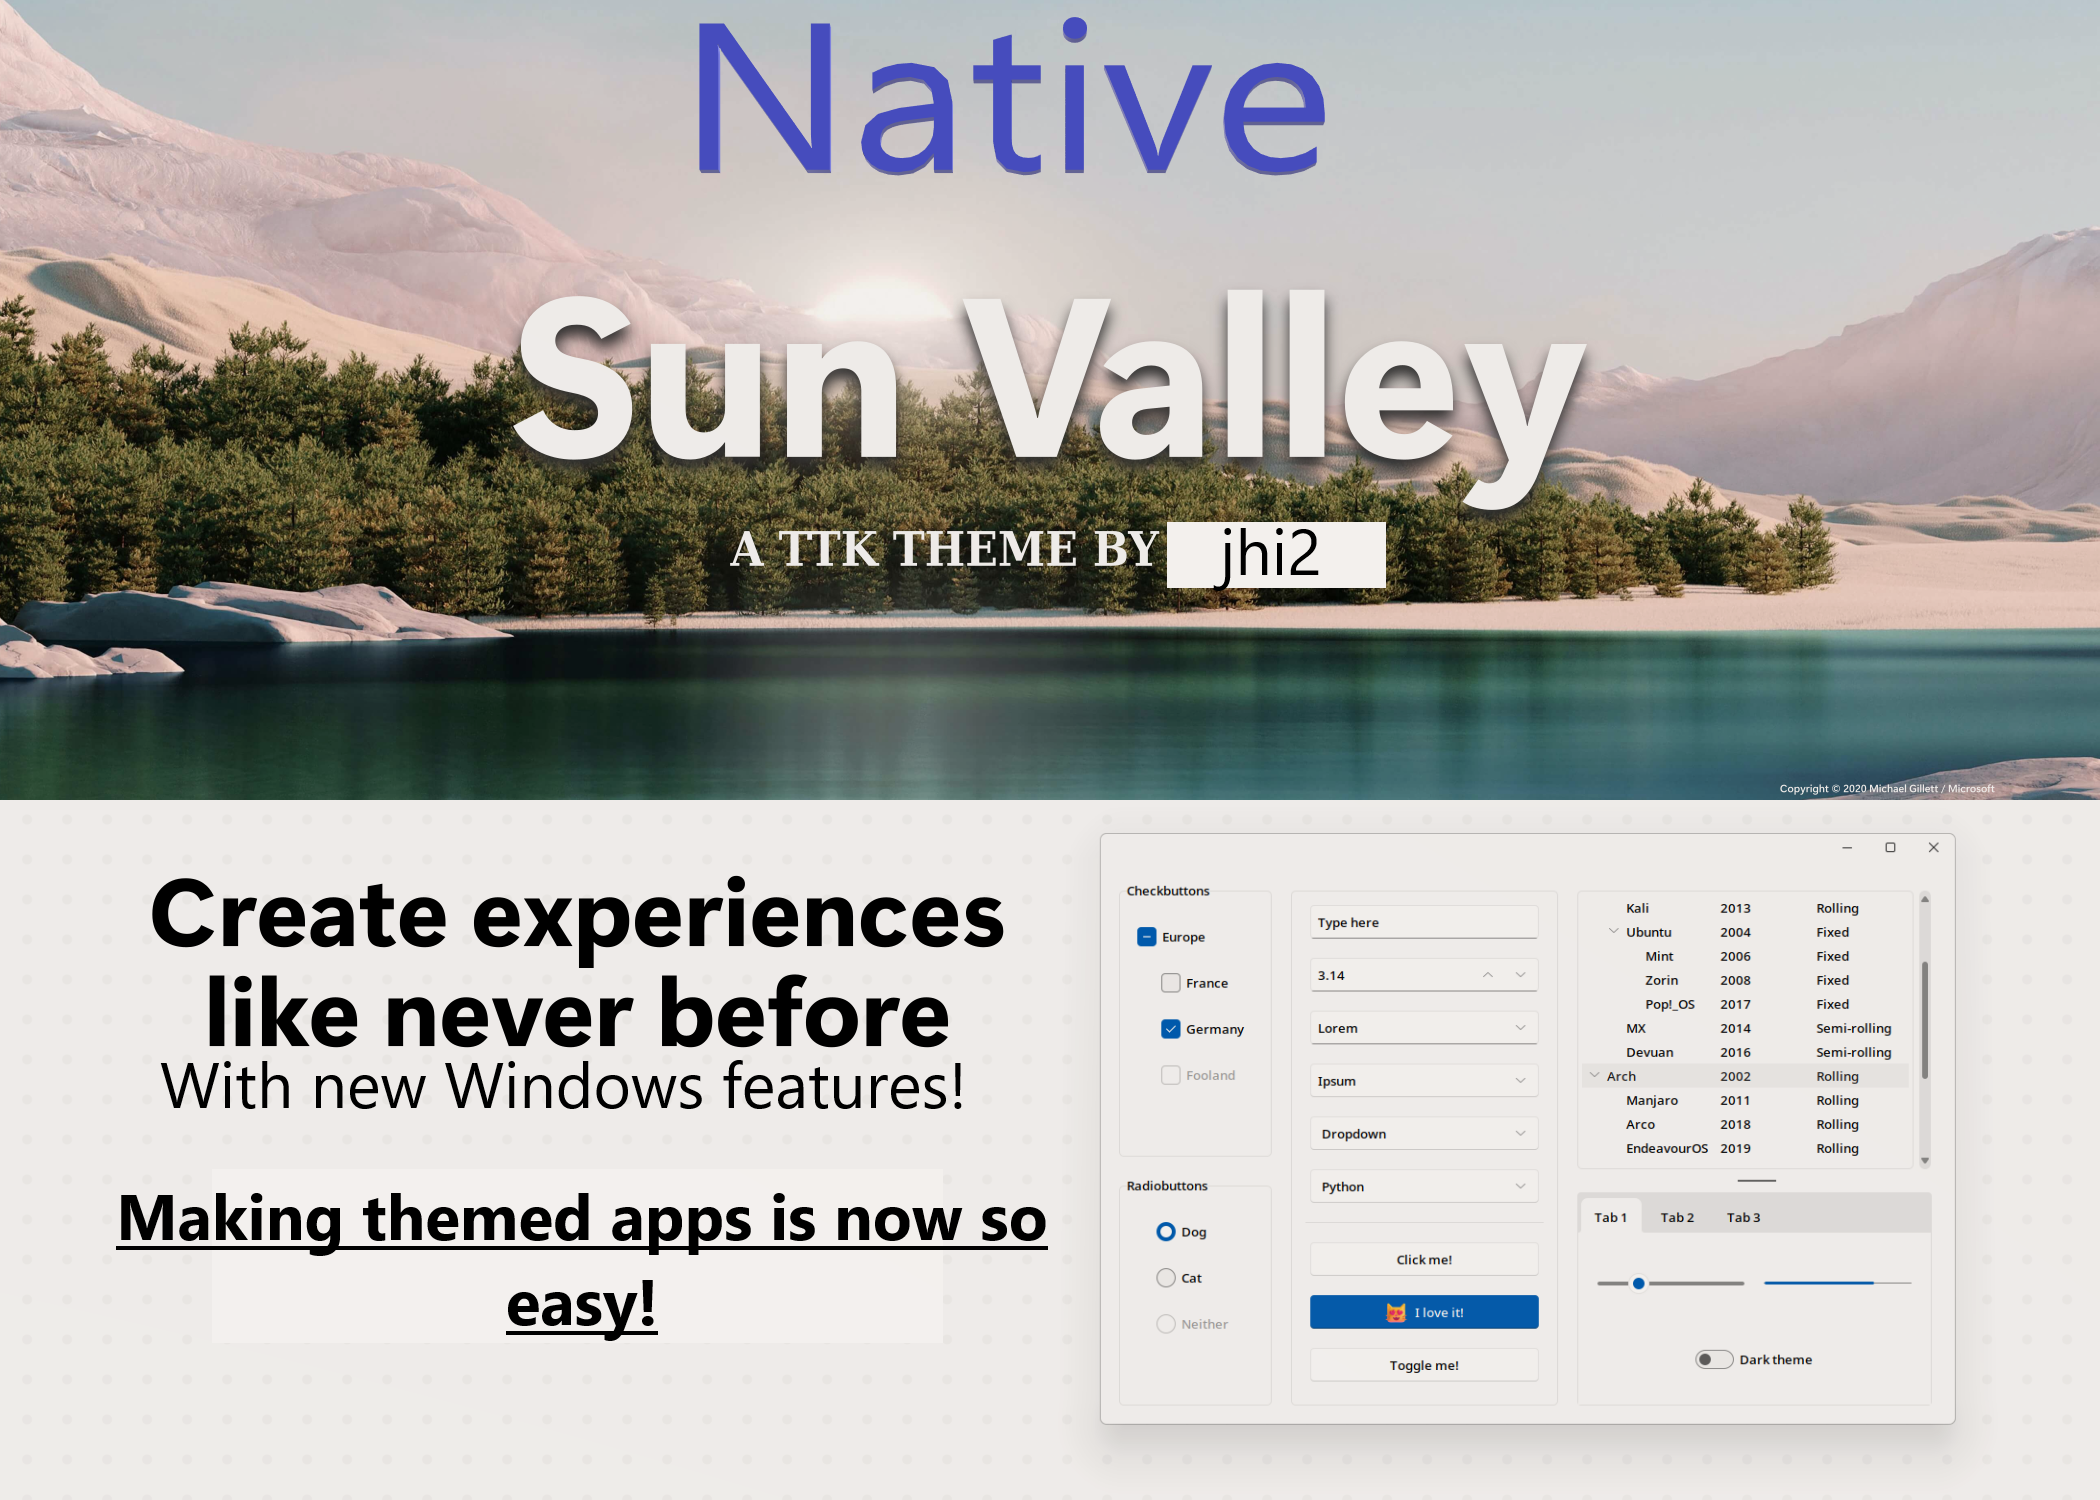 Native
Sun Valley
A TTK THEME BY jhi2
Copyright © 2020 Michael Gillett / Microsoft
Create experiences
like never before
With new Windows features!
Making themed apps is now so
easy!
Checkbuttons
Europe
France
Germany
Fooland
Radiobuttons
Dog
Cat
Neither
Type here
3.14
Lorem
Ipsum
Dropdown
Python
Click me!
I love it!
Toggle me!
Kali 2013 Rolling
Ubuntu 2004 Fixed
Mint 2006 Fixed
Zorin 2008 Fixed
Pop!_OS 2017 Fixed
MX 2014 Semi-rolling
Devuan 2016 Semi-rolling
Arch 2002 Rolling
Manjaro 2011 Rolling
Arco 2018 Rolling
EndeavourOS 2019 Rolling
Tab 1 Tab 2 Tab 3
Dark theme